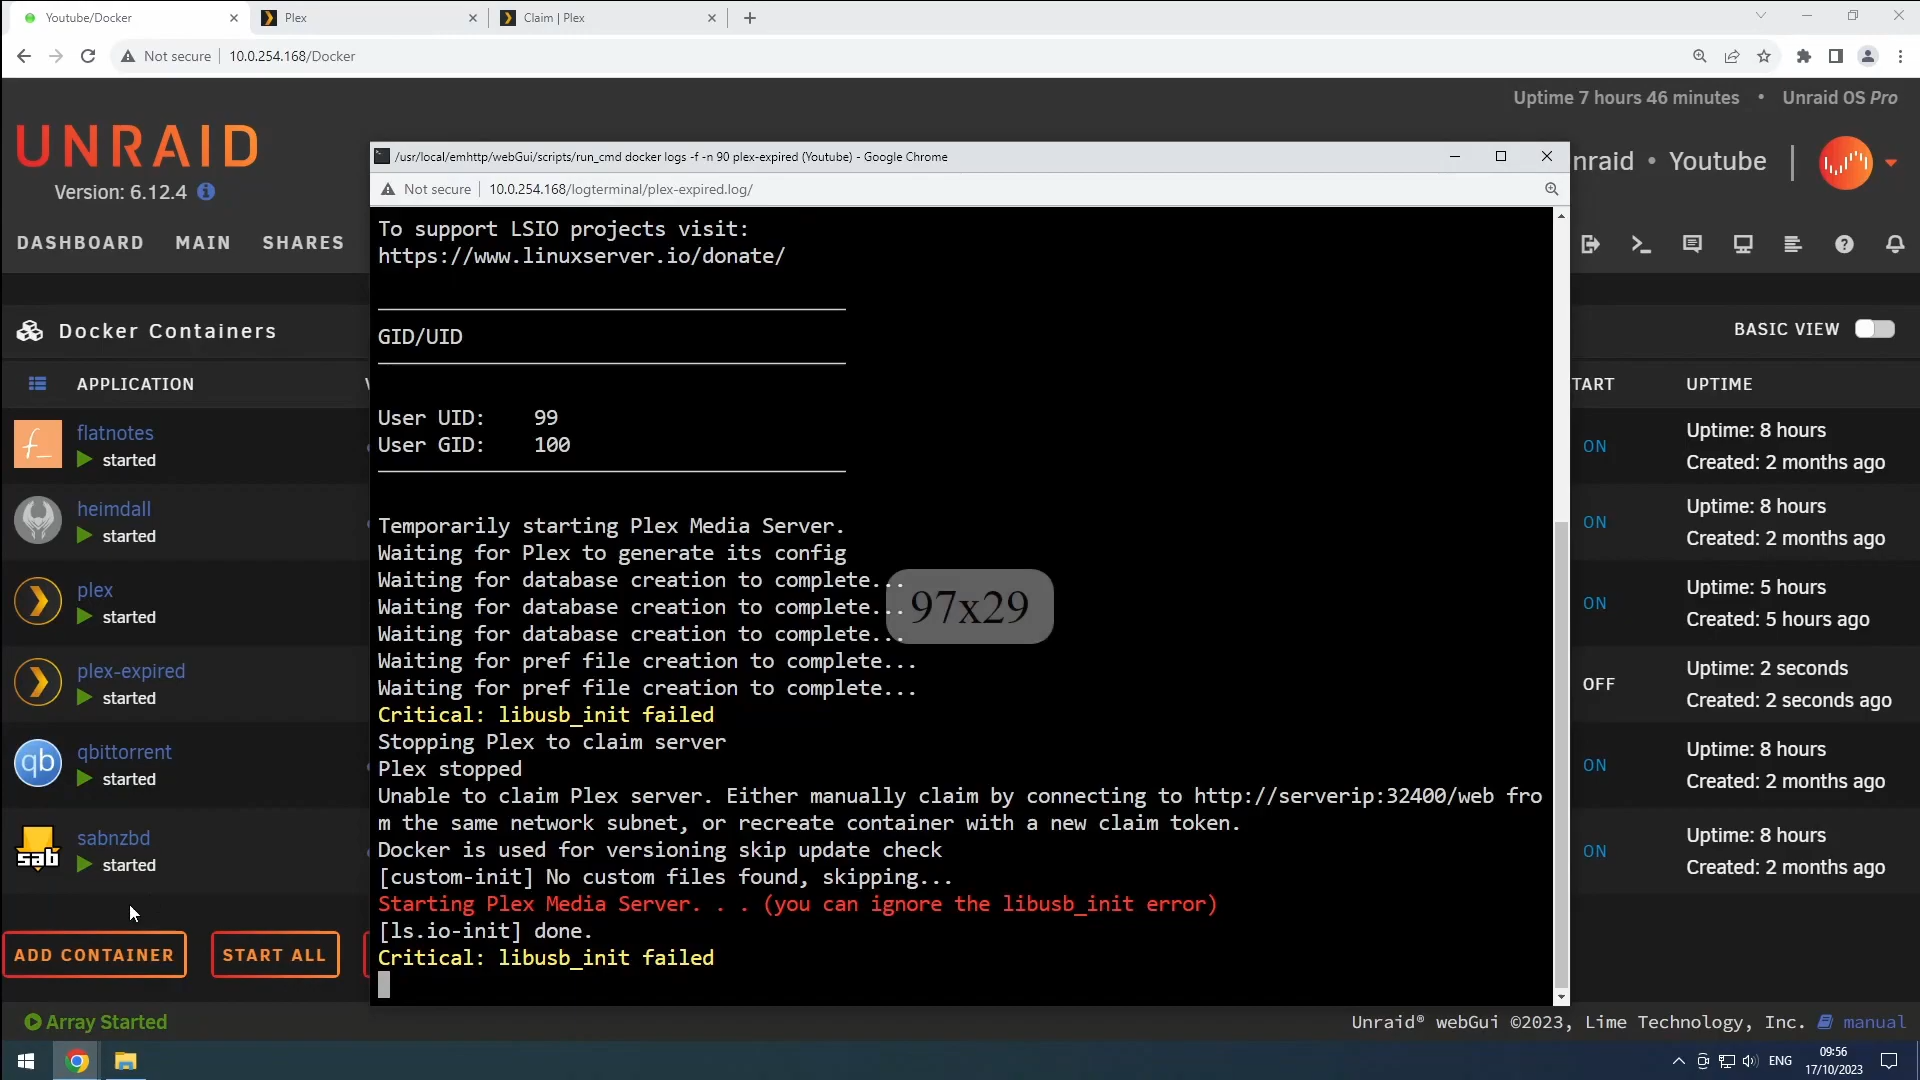 Youtube/Docker
Plex
Claim | Plex
Not secure
10.0.254.168/Docker
Uptime 7 hours 46 minutes • Unraid OS Pro
UNRAID
Version: 6.12.4
nraid • Youtube
DASHBOARD
MAIN
SHARES
/usr/local/emhttp/webGui/scripts/run_cmd docker logs -f -n 90 plex-expired (Youtube) - Google Chrome
Not secure
10.0.254.168/logterminal/plex-expired.log/
To support LSIO projects visit:
https://www.linuxserver.io/donate/
GID/UID
User UID: 99
User GID: 100
Temporarily starting Plex Media Server.
Waiting for Plex to generate its config
Waiting for database creation to complete...
Waiting for database creation to complete...
Waiting for database creation to complete...
Waiting for pref file creation to complete...
Waiting for pref file creation to complete...
Critical: libusb_init failed
Stopping Plex to claim server
Plex stopped
Unable to claim Plex server. Either manually claim by connecting to http://serverip:32400/web fro
m the same network subnet, or recreate container with a new claim token.
Docker is used for versioning skip update check
[custom-init] No custom files found, skipping...
Starting Plex Media Server. . . (you can ignore the libusb_init error)
[ls.io-init] done.
Critical: libusb_init failed
97x29
Docker Containers
BASIC VIEW
APPLICATION
TART
UPTIME
flatnotes
started
ON
Uptime: 8 hours
Created: 2 months ago
heimdall
started
ON
Uptime: 8 hours
Created: 2 months ago
plex
started
ON
Uptime: 5 hours
Created: 5 hours ago
plex-expired
started
OFF
Uptime: 2 seconds
Created: 2 seconds ago
qb
qbittorrent
started
ON
Uptime: 8 hours
Created: 2 months ago
sab
sabnzbd
started
ON
Uptime: 8 hours
Created: 2 months ago
ADD CONTAINER
START ALL
Array Started
Unraid® webGui ©2023, Lime Technology, Inc. manual
ENG
09:56
17/10/2023